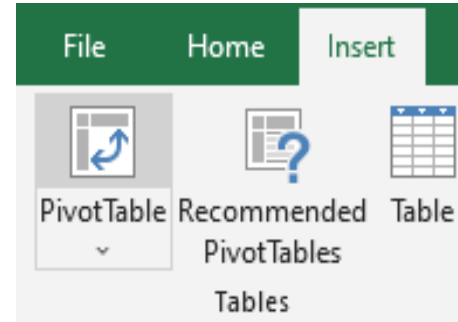 File Home Insert
PivotTable Recommended Table
PivotTables
Tables